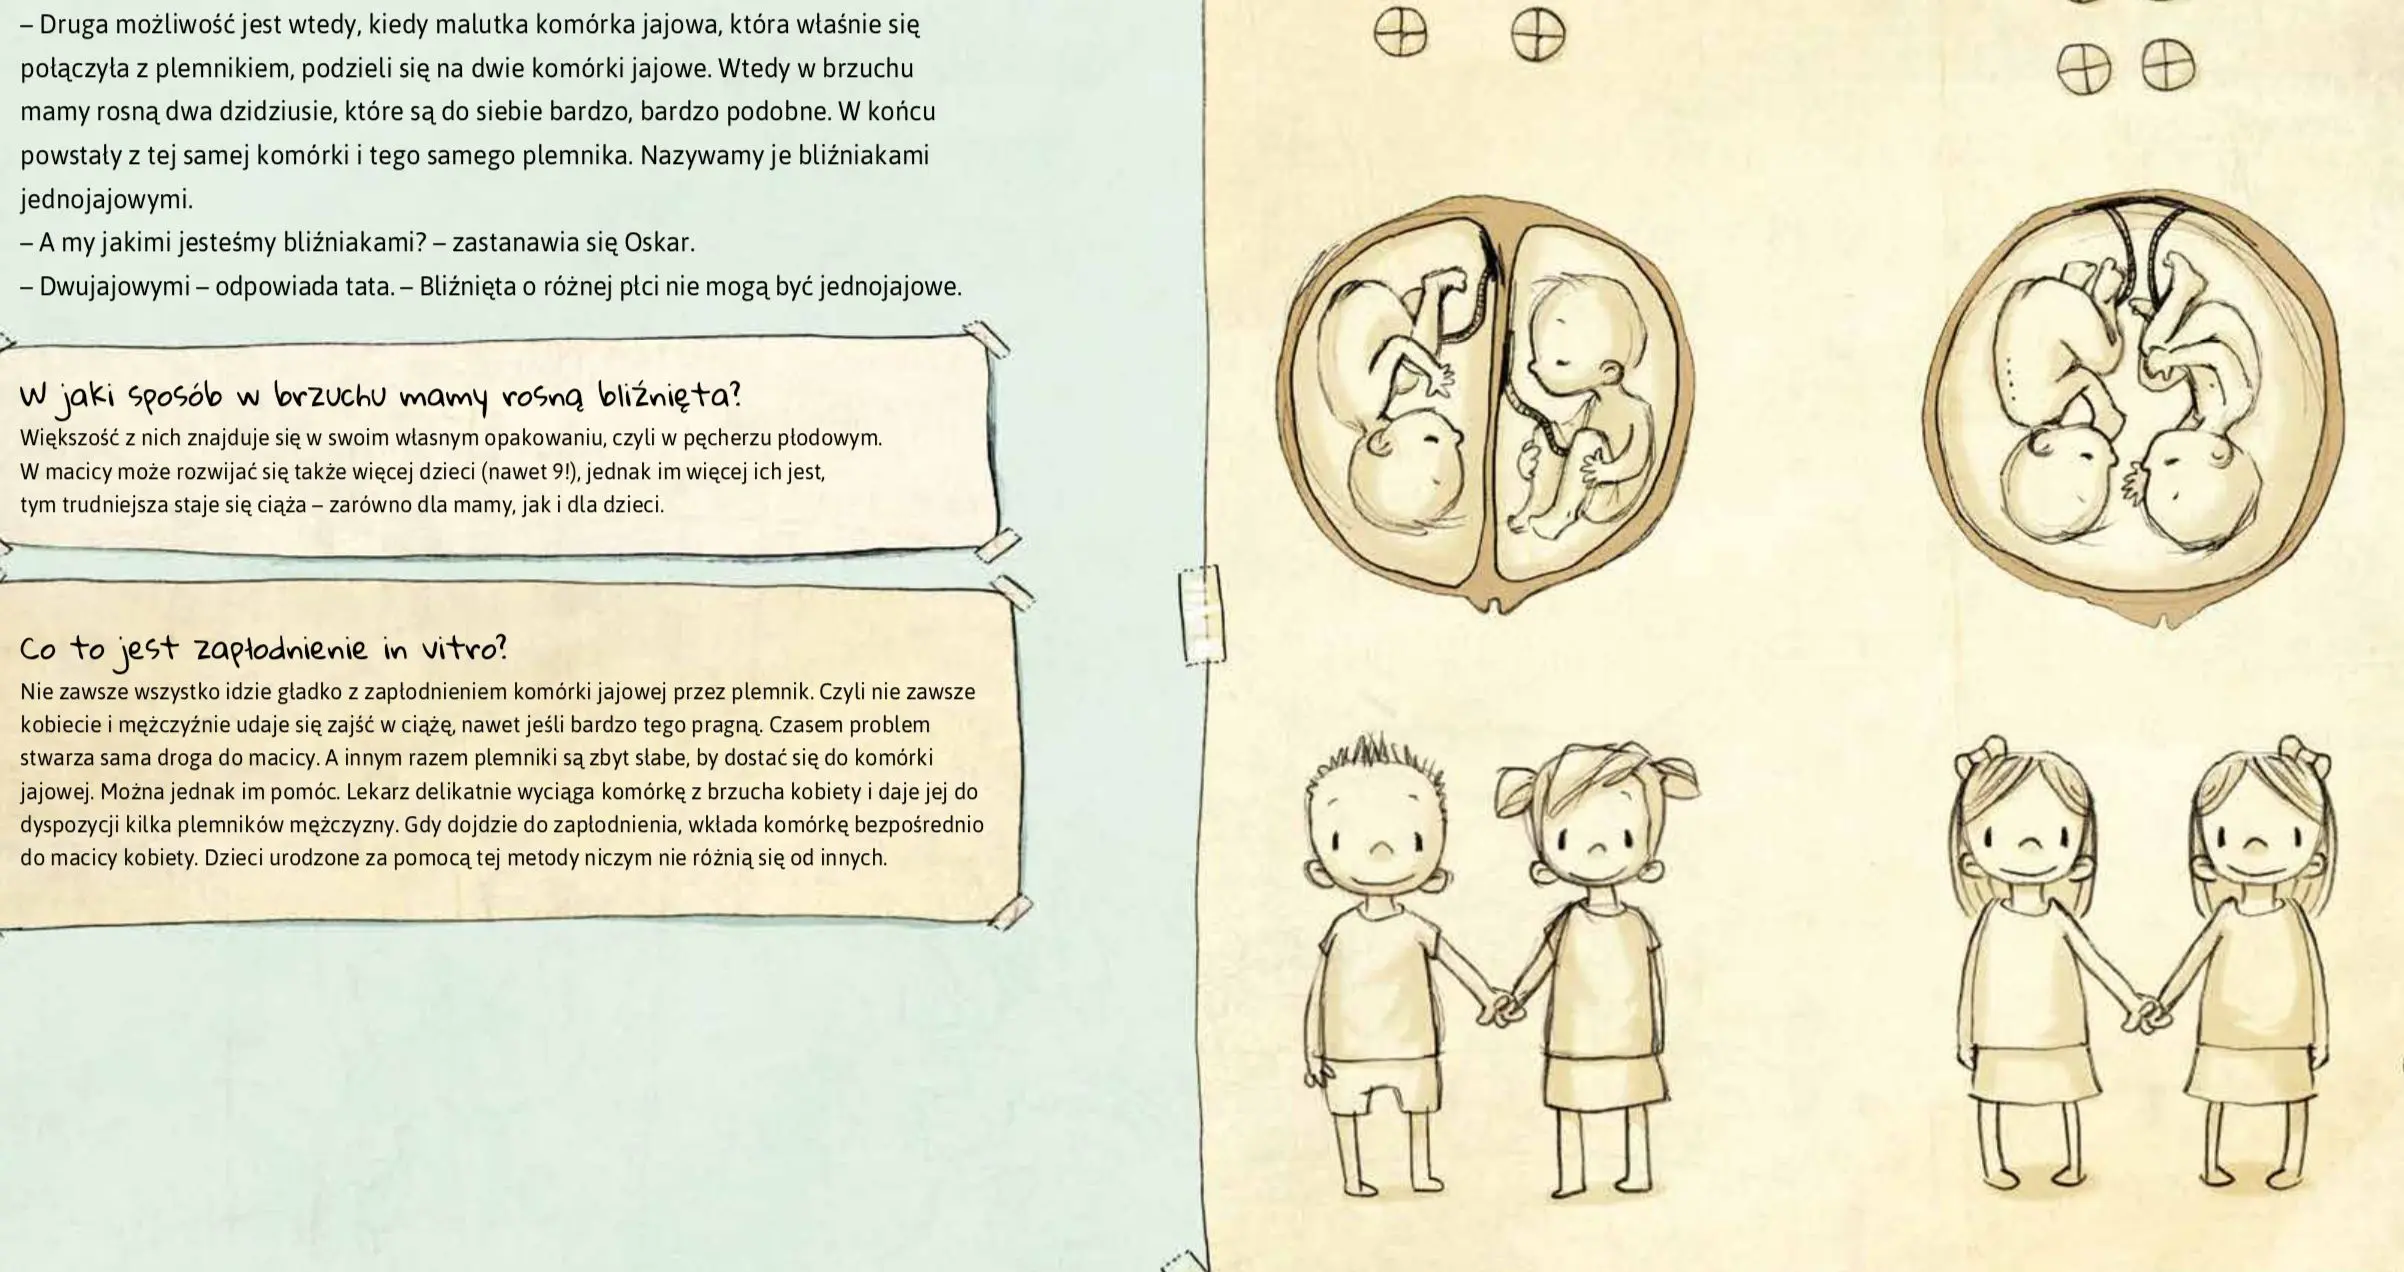 – Druga możliwość jest wtedy, kiedy malutka komórka jajowa, która właśnie się
połączyła z plemnikiem, podzieli się na dwie komórki jajowe. Wtedy w brzuchu
mamy rosną dwa dzidziusie, które są do siebie bardzo, bardzo podobne. W końcu
powstały z tej samej komórki i tego samego plemnika. Nazywamy je bliźniakami
jednojajowymi.
– A my jakimi jesteśmy bliźniakami? – zastanawia się Oskar.
– Dwujajowymi – odpowiada tata. – Bliźnięta o różnej płci nie mogą być jednojajowe.
W jaki sposób w brzuchu mamy rosną bliźnięta?
Większość z nich znajduje się w swoim własnym opakowaniu, czyli w pęcherzu płodowym.
W macicy może rozwijać się także więcej dzieci (nawet 9!), jednak im więcej ich jest,
tym trudniejsza staje się ciąża – zarówno dla mamy, jak i dla dzieci.
Co to jest zapłodnienie in vitro?
Nie zawsze wszystko idzie gładko z zapłodnieniem komórki jajowej przez plemnik. Czyli nie zawsze
kobiecie i mężczyźnie udaje się zajść w ciążę, nawet jeśli bardzo tego pragną. Czasem problem
stwarza sama droga do macicy. A innym razem plemniki są zbyt słabe, by dostać się do komórki
jajowej. Można jednak im pomóc. Lekarz delikatnie wyciąga komórkę z brzucha kobiety i daje jej do
dyspozycji kilka plemników mężczyzny. Gdy dojdzie do zapłodnienia, wkłada komórkę bezpośrednio
do macicy kobiety. Dzieci urodzone za pomocą tej metody niczym nie różnią się od innych.